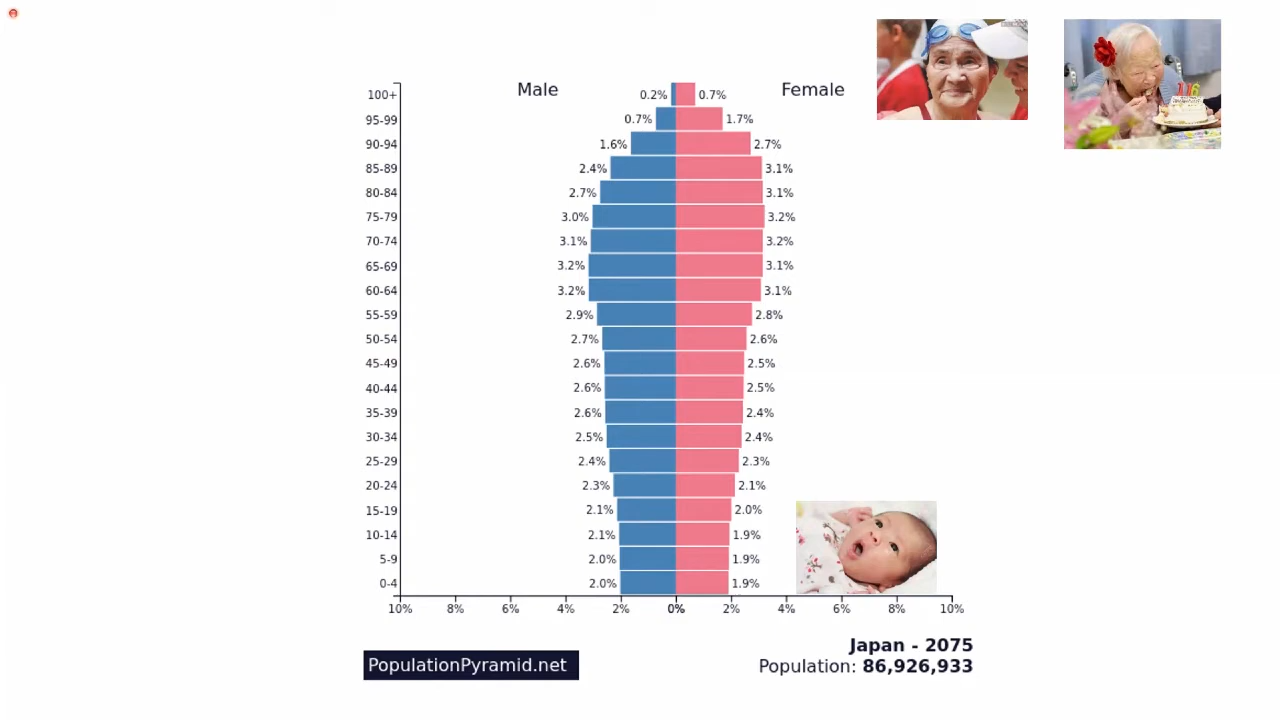 Male
Female
100+ 0.2% 0.7%
95-99 0.7% 1.7%
90-94 1.6% 2.7%
85-89 2.4% 3.1%
80-84 2.7% 3.1%
75-79 3.0% 3.2%
70-74 3.1% 3.2%
65-69 3.2% 3.1%
60-64 3.2% 3.1%
55-59 2.9% 2.8%
50-54 2.7% 2.6%
45-49 2.6% 2.5%
40-44 2.6% 2.5%
35-39 2.6% 2.4%
30-34 2.5% 2.4%
25-29 2.4% 2.3%
20-24 2.3% 2.1%
15-19 2.1% 2.0%
10-14 2.1% 1.9%
5-9 2.0% 1.9%
0-4 2.0% 1.9%
10% 8% 6% 4% 2% 0% 2% 4% 6% 8% 10%
PopulationPyramid.net
Japan - 2075
Population: 86,926,933
116